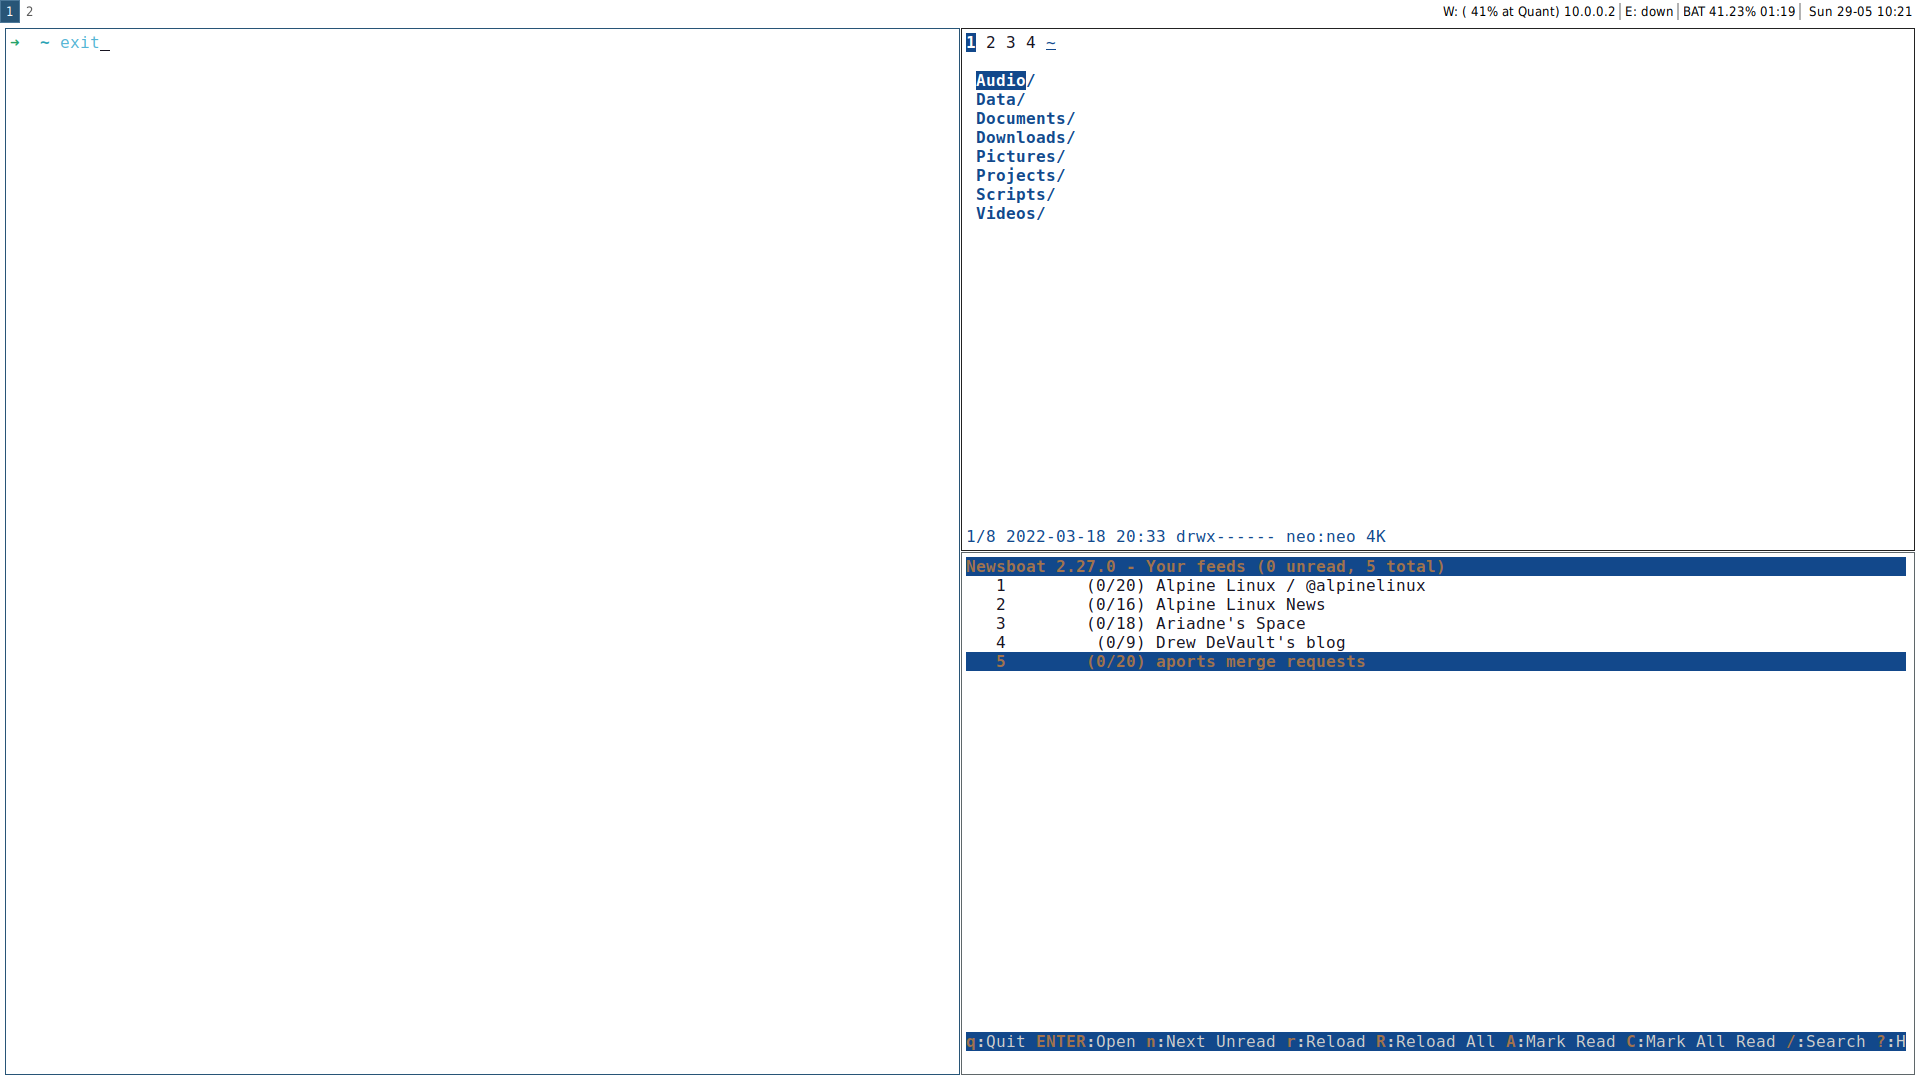 1 2
W: ( 41% at Quant) 10.0.0.2 | E: down | BAT 41.23% 01:19 | Sun 29-05 10:21
➜ ~ exit_
1 2 3 4 ~
Audio/
Data/
Documents/
Downloads/
Pictures/
Projects/
Scripts/
Videos/
1/8 2022-03-18 20:33 drwx------ neo:neo 4K
Newsboat 2.27.0 - Your feeds (0 unread, 5 total)
1 (0/20) Alpine Linux / @alpinelinux
2 (0/16) Alpine Linux News
3 (0/18) Ariadne's Space
4 (0/9) Drew DeVault's blog
5 (0/20) aports merge requests
q:Quit ENTER:Open n:Next Unread r:Reload R:Reload All A:Mark Read C:Mark All Read /:Search ?:H